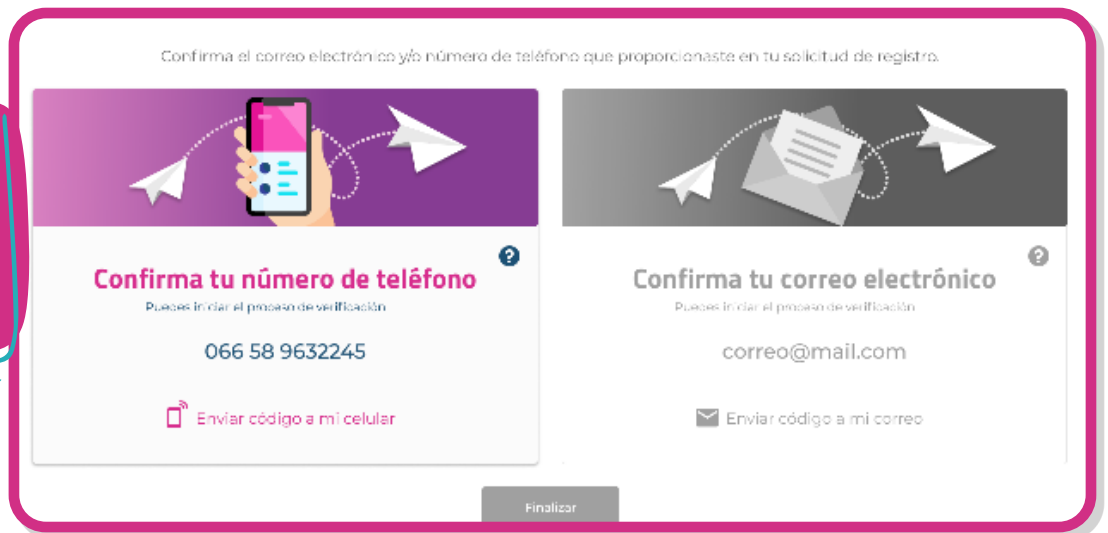 Confirma el correo electrónico y/o número de teléfono que proporcionaste en tu solicitud de registro.
Confirma tu número de teléfono
Puedes iniciar el proceso de verificación
066 58 9632245
Enviar código a mi celular
Confirma tu correo electrónico
Puedes iniciar el proceso de verificación
correo@mail.com
Enviar código a mi correo
Finalizar